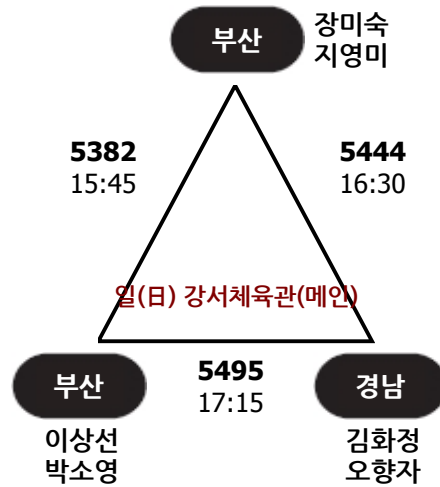 부산
장미숙
지영미
5382
15:45
5444
16:30
일(日) 강서체육관(메인)
부산
이상선
박소영
5495
17:15
경남
김화정
오향자